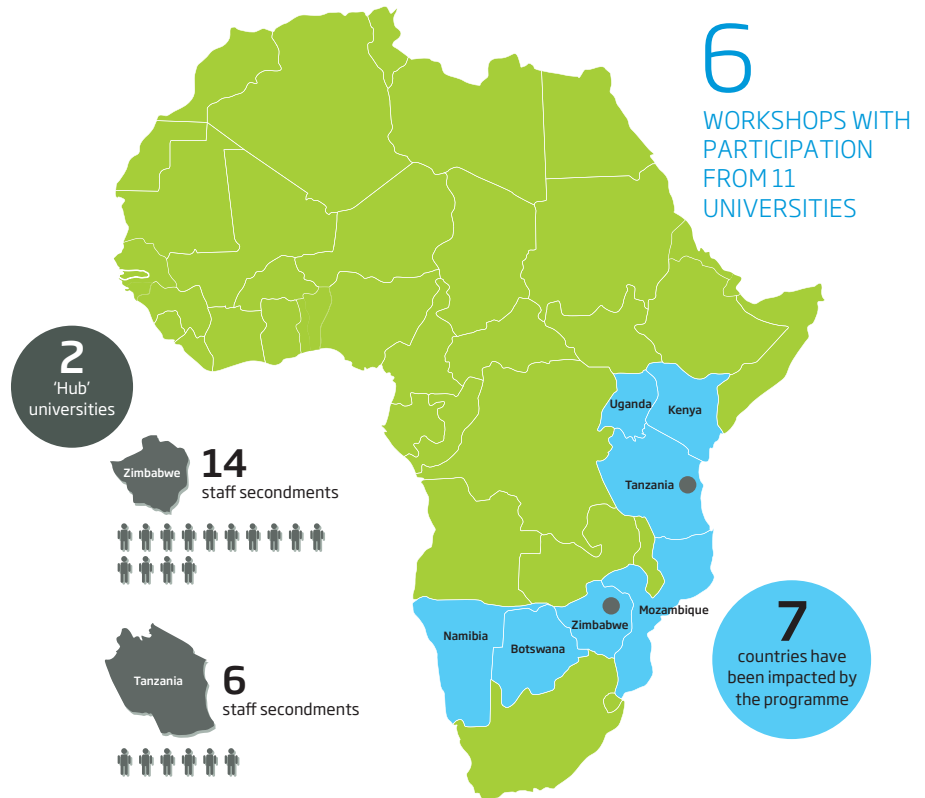 6
WORKSHOPS WITH
PARTICIPATION
FROM 11
UNIVERSITIES
2
‘Hub’
universities
Zimbabwe
14
staff secondments
Tanzania
6
staff secondments
Uganda
Kenya
Tanzania
Mozambique
Zimbabwe
Namibia
Botswana
7
countries have
been impacted by
the programme